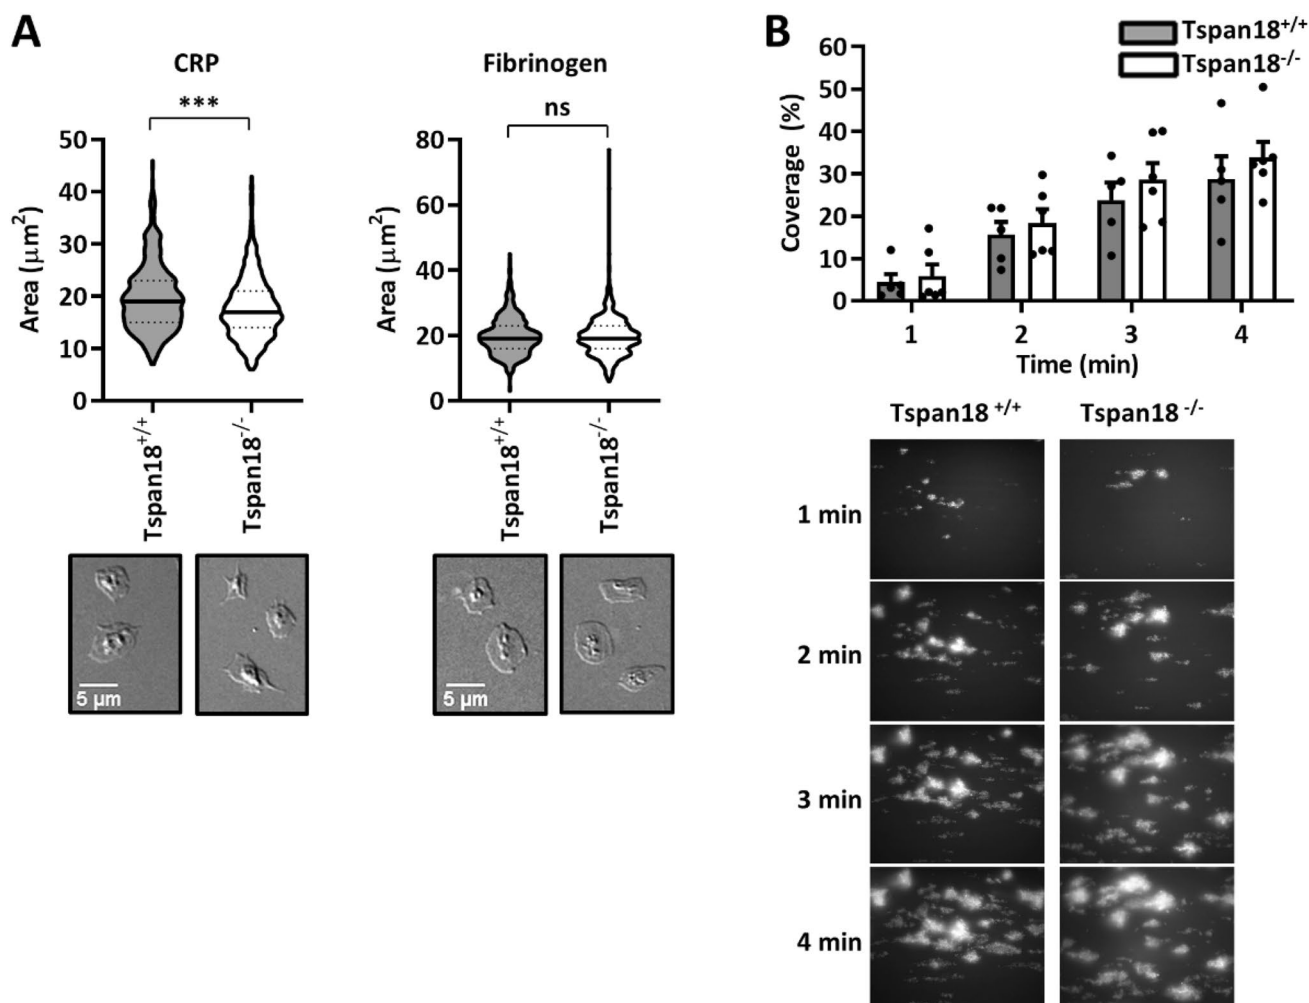 A
CRP
***
50
40
30
20
10
0
Area (μm²)
Tspan18⁺/⁺
Tspan18⁻/⁻
5 μm
Fibrinogen
ns
80
60
40
20
0
Area (μm²)
Tspan18⁺/⁺
Tspan18⁻/⁻
5 μm
B
Tspan18⁺/⁺
Tspan18⁻/⁻
60
50
40
30
20
10
0
Coverage (%)
1 2 3 4
Time (min)
Tspan18 ⁺/⁺ Tspan18 ⁻/⁻
1 min
2 min
3 min
4 min